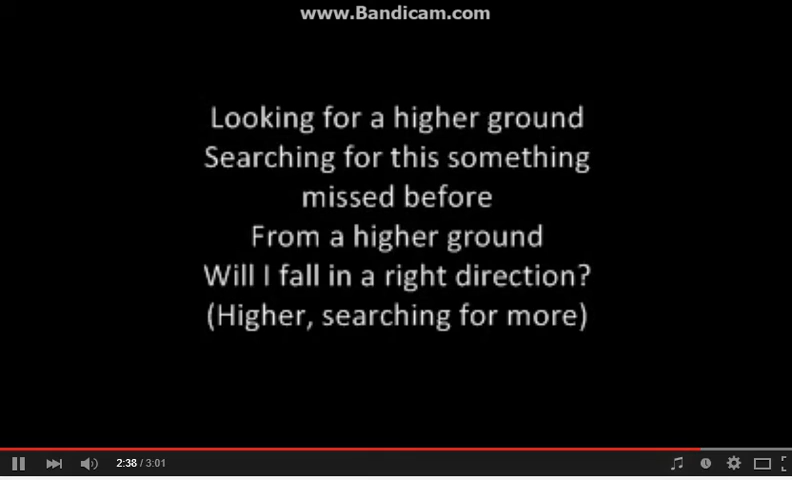 www.Bandicam.com
Looking for a higher ground
Searching for this something
missed before
From a higher ground
Will I fall in a right direction?
(Higher, searching for more)
2:38 / 3:01